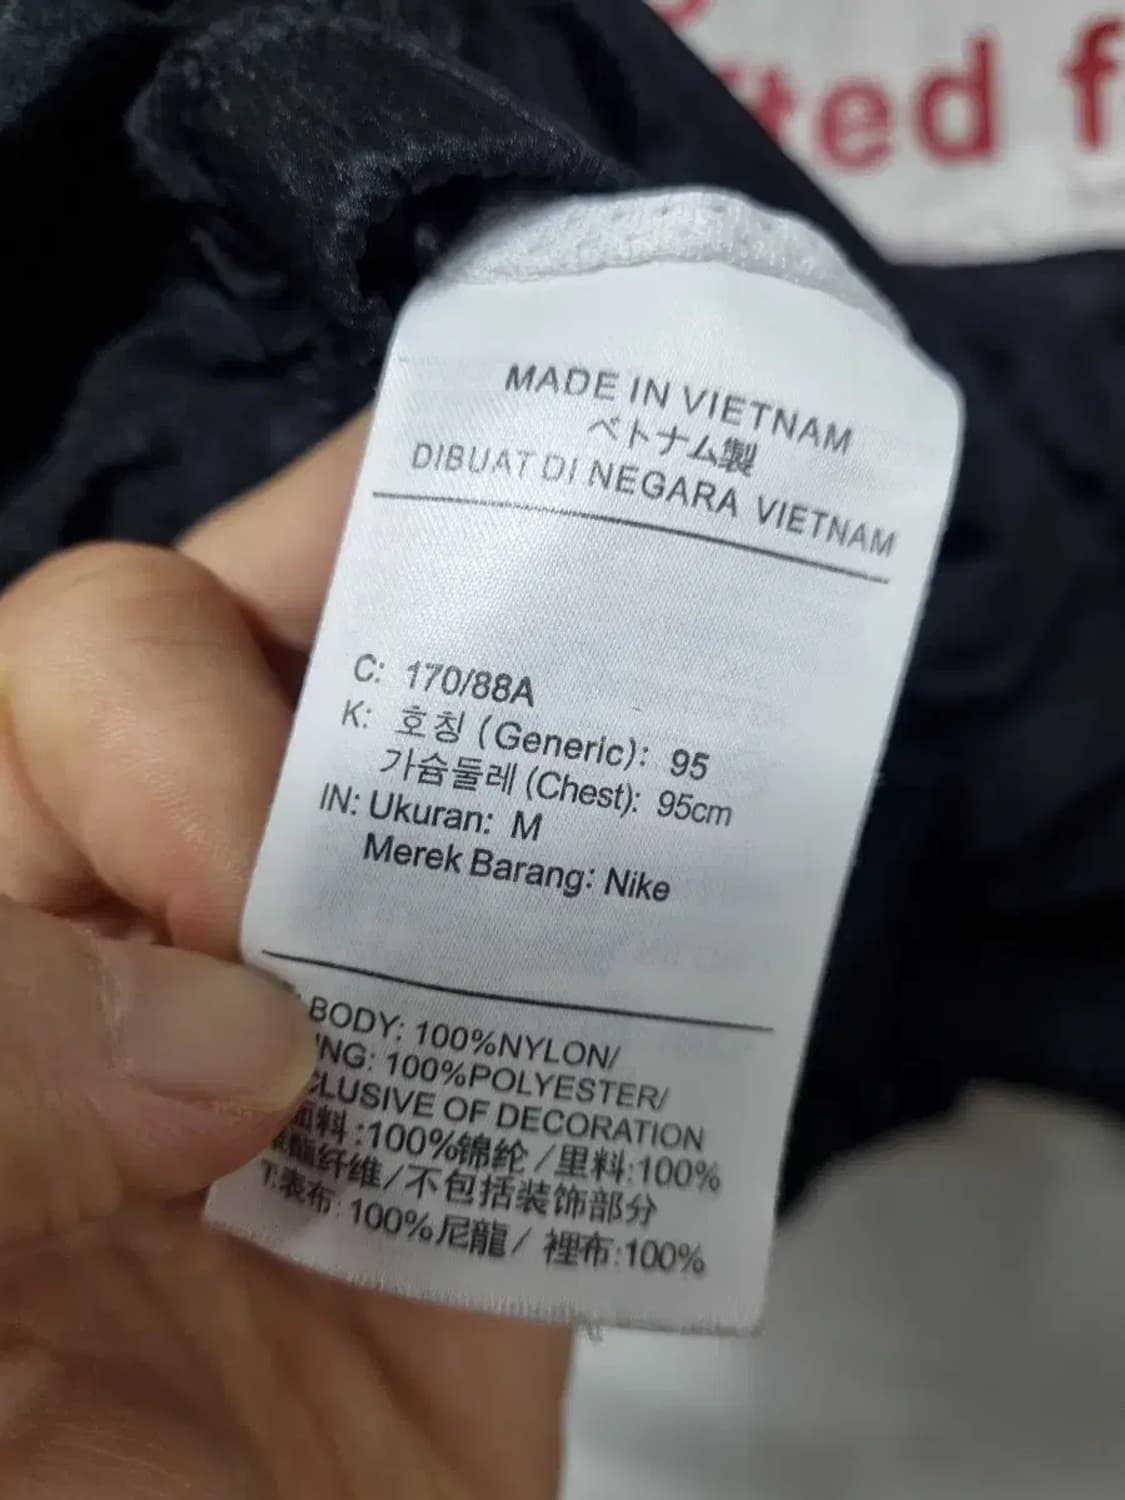 ted f
MADE IN VIETNAM
ベトナム製
DIBUAT DI NEGARA VIETNAM
C: 170/88A
K: 호칭 (Generic): 95
가슴둘레 (Chest): 95cm
IN: Ukuran: M
Merek Barang: Nike
BODY: 100%NYLON/
NG: 100%POLYESTER/
CLUSIVE OF DECORATION
面料:100%锦纶/里料:100%
酯纤维/不包括装饰部分
T:表布: 100%尼龍/ 裡布:100%